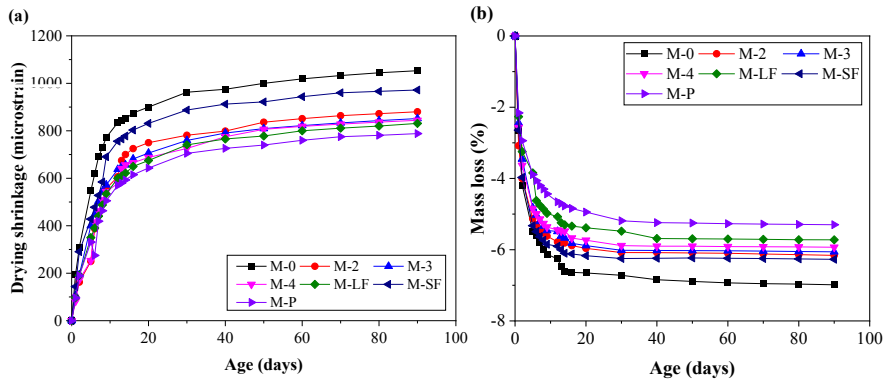 (a)
1200
1000
800
600
400
200
0
Drying shrinkage (microstrain)
M-0 M-2 M-3
M-4 M-LF M-SF
M-P
0 20 40 60 80 100
Age (days)
(b)
0
-2
-4
-6
-8
Mass loss (%)
M-0 M-2 M-3
M-4 M-LF M-SF
M-P
0 20 40 60 80 100
Age (days)